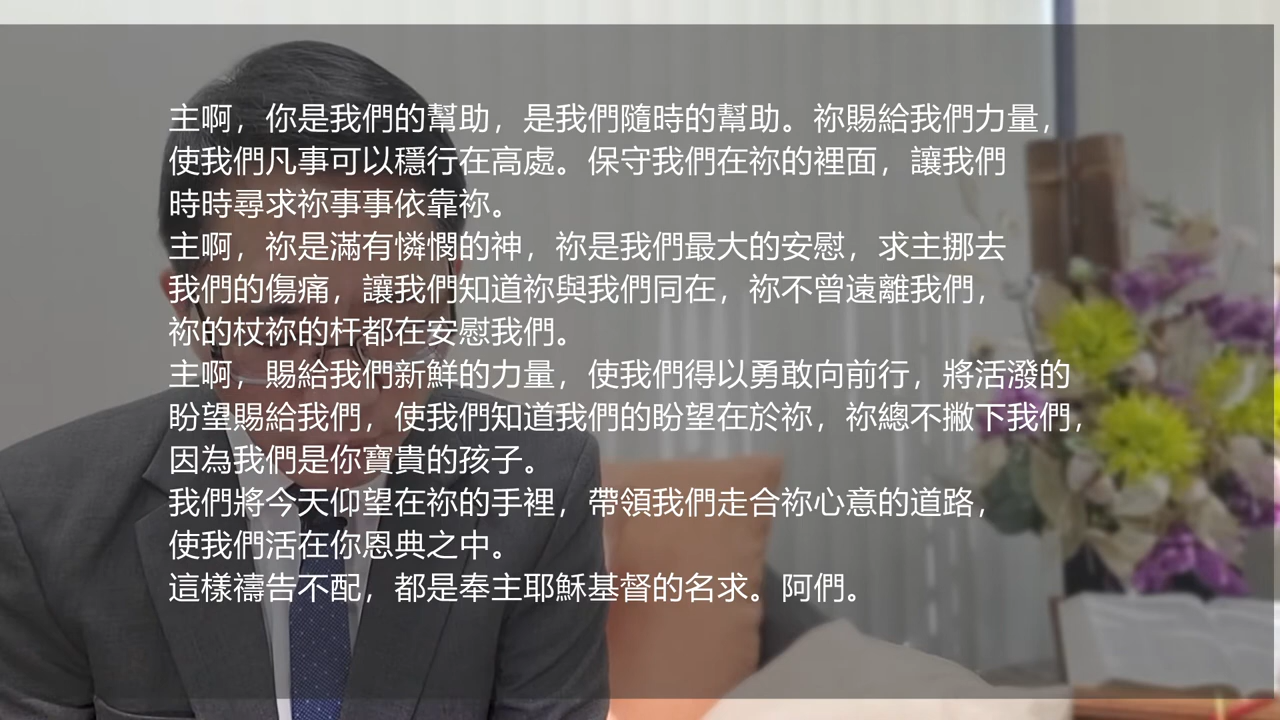 主啊，你是我們的幫助，是我們隨時的幫助。祢賜給我們力量，
使我們凡事可以穩行在高處。保守我們在祢的裡面，讓我們
時時尋求祢事事依靠祢。
主啊，祢是滿有憐憫的神，祢是我們最大的安慰，求主挪去
我們的傷痛，讓我們知道祢與我們同在，祢不曾遠離我們，
祢的杖祢的杆都在安慰我們。
主啊，賜給我們新鮮的力量，使我們得以勇敢向前行，將活潑的
盼望賜給我們，使我們知道我們的盼望在於祢，祢總不撇下我們，
因為我們是你寶貴的孩子。
我們將今天仰望在祢的手裡，帶領我們走合祢心意的道路，
使我們活在你恩典之中。
這樣禱告不配，都是奉主耶穌基督的名求。阿們。